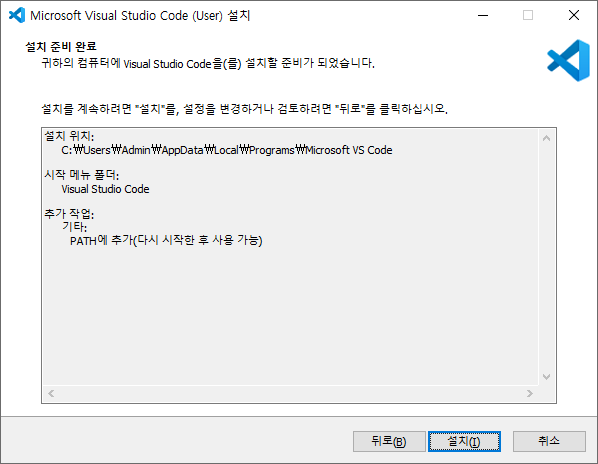 Microsoft Visual Studio Code (User) 설치
설치 준비 완료
귀하의 컴퓨터에 Visual Studio Code을(를) 설치할 준비가 되었습니다.
설치를 계속하려면 "설치"를, 설정을 변경하거나 검토하려면 "뒤로"를 클릭하십시오.
설치 위치:
C:₩Users₩Admin₩AppData₩Local₩Programs₩Microsoft VS Code
시작 메뉴 폴더:
Visual Studio Code
추가 작업:
기타:
PATH에 추가(다시 시작한 후 사용 가능)
뒤로(B) 설치(I) 취소